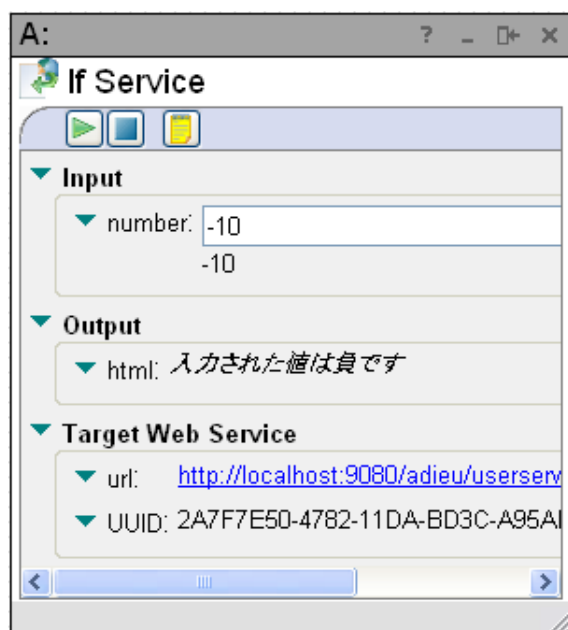 A:
If Service
Input
number: -10
-10
Output
html: 入力された値は負です
Target Web Service
url: http://localhost:9080/adieu/userserv
UUID: 2A7F7E50-4782-11DA-BD3C-A95A